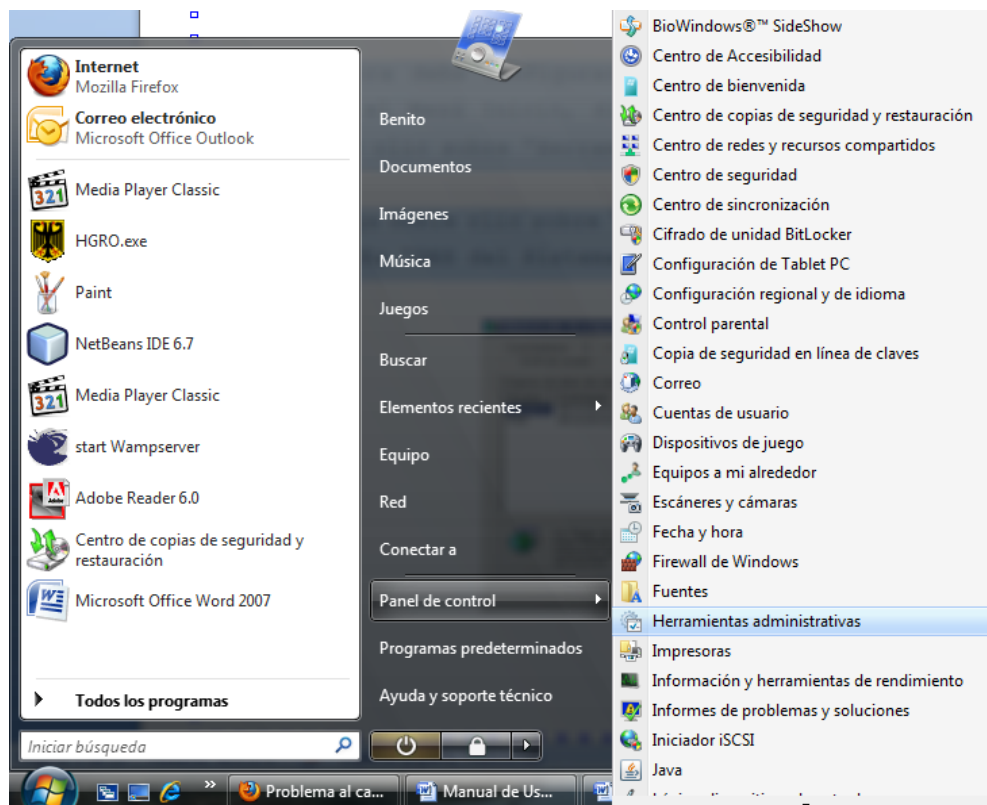 Internet
Mozilla Firefox
Correo electrónico
Microsoft Office Outlook
Media Player Classic
HGRO.exe
Paint
NetBeans IDE 6.7
Media Player Classic
start Wampserver
Adobe Reader 6.0
Centro de copias de seguridad y
restauración
Microsoft Office Word 2007
Todos los programas
Iniciar búsqueda
Benito
Documentos
Imágenes
Música
Juegos
Buscar
Elementos recientes
Equipo
Red
Conectar a
Panel de control
Programas predeterminados
Ayuda y soporte técnico
BioWindows®™ SideShow
Centro de Accesibilidad
Centro de bienvenida
Centro de copias de seguridad y restauración
Centro de redes y recursos compartidos
Centro de seguridad
Centro de sincronización
Cifrado de unidad BitLocker
Configuración de Tablet PC
Configuración regional y de idioma
Control parental
Copia de seguridad en línea de claves
Correo
Cuentas de usuario
Dispositivos de juego
Equipos a mi alrededor
Escáneres y cámaras
Fecha y hora
Firewall de Windows
Fuentes
Herramientas administrativas
Impresoras
Información y herramientas de rendimiento
Informes de problemas y soluciones
Iniciador iSCSI
Java
» Problema al ca... Manual de Us...